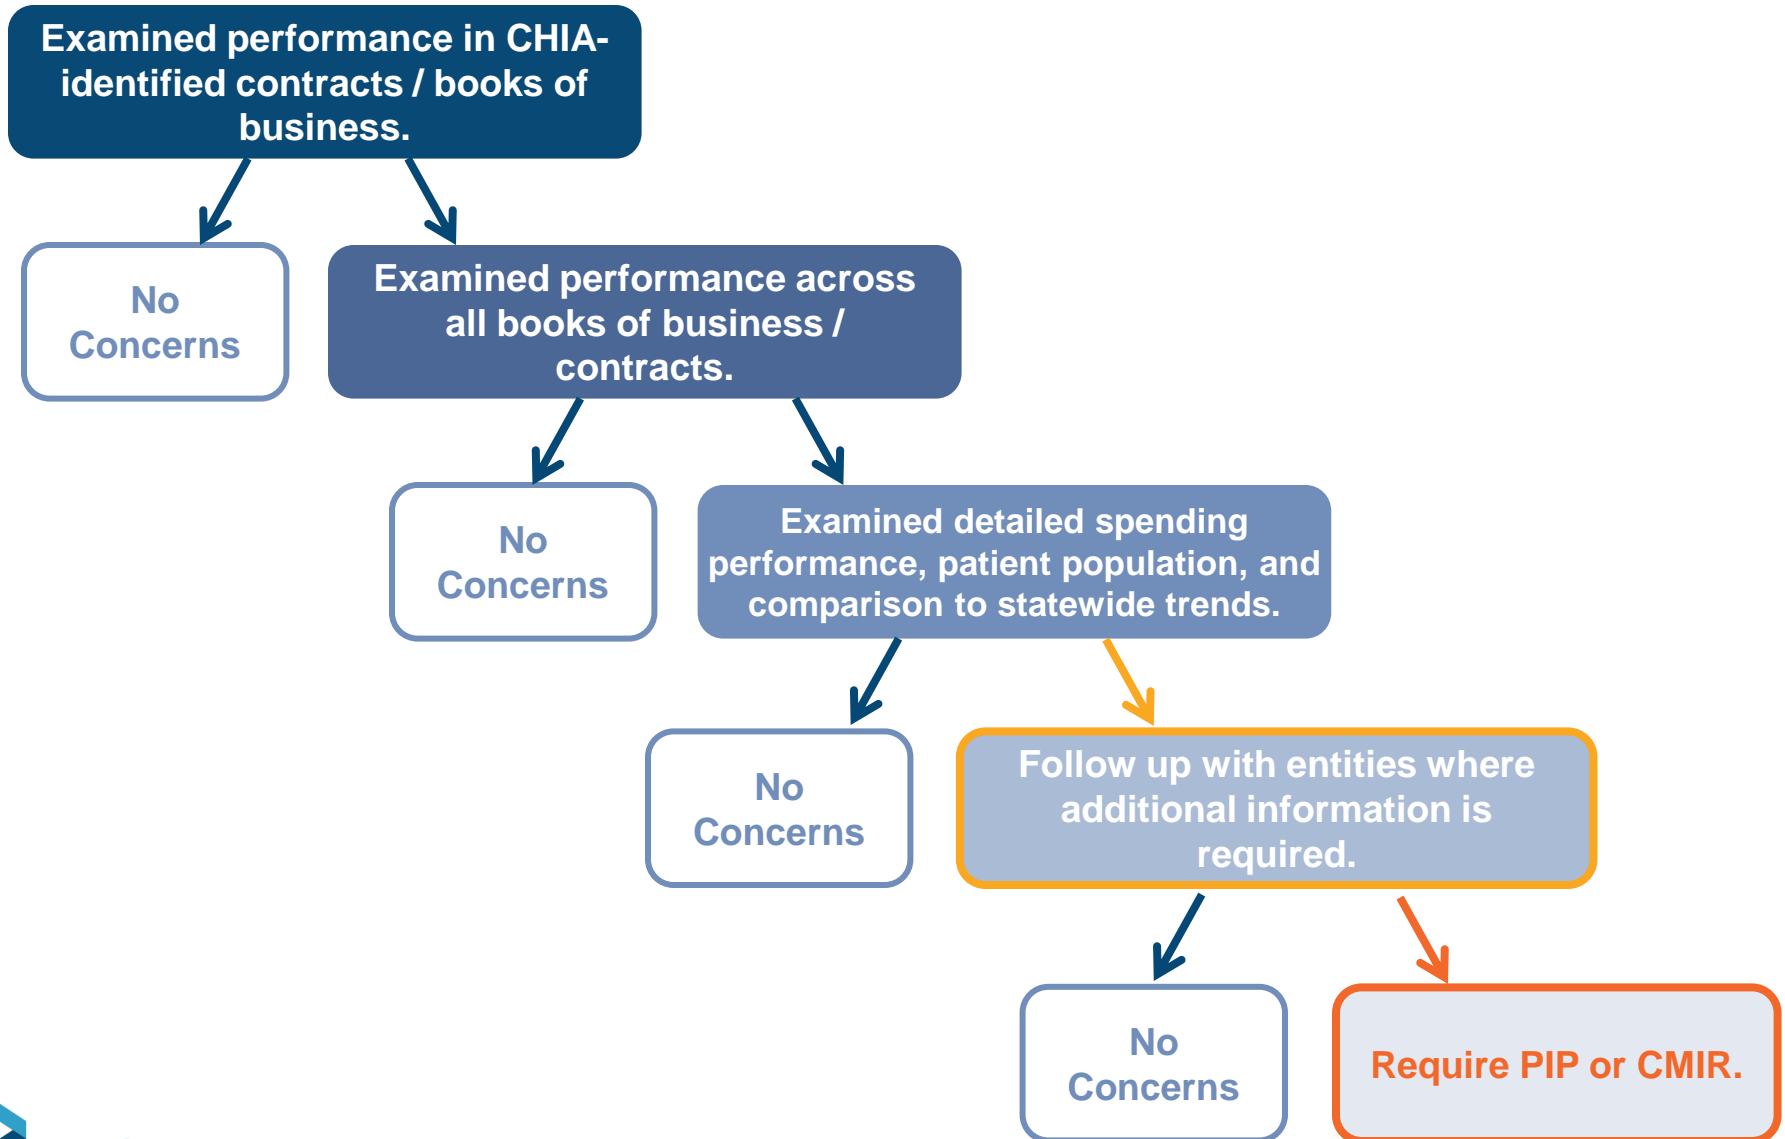 Examined performance in CHIA-
identified contracts / books of
business.
No
Concerns
Examined performance across
all books of business /
contracts.
No
Concerns
Examined detailed spending
performance, patient population, and
comparison to statewide trends.
No
Concerns
Follow up with entities where
additional information is
required.
No
Concerns
Require PIP or CMIR.